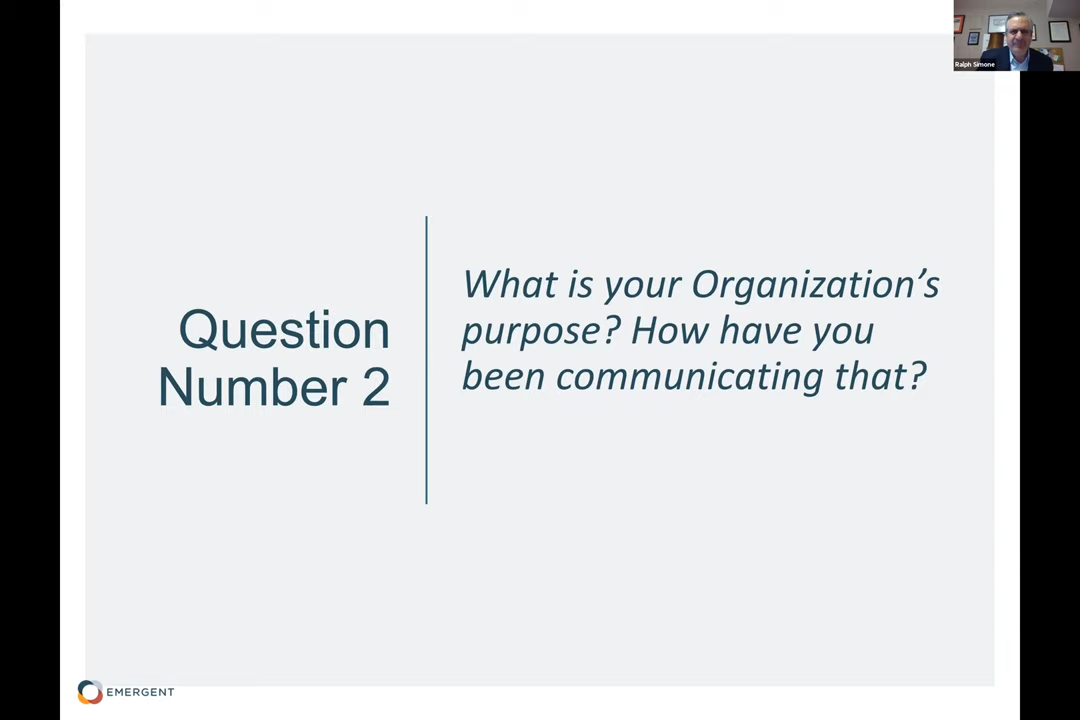 Ralph Simone
Question
Number 2
What is your Organization's
purpose? How have you
been communicating that?
EMERGENT